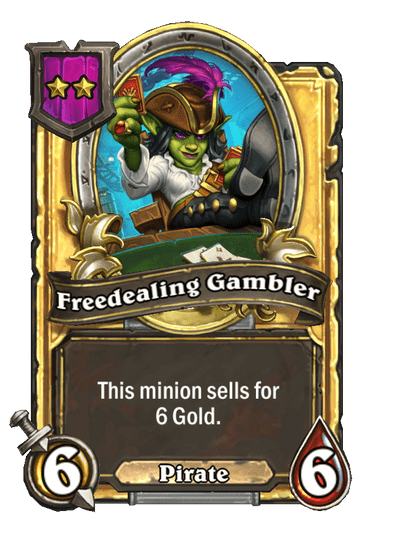 Freedealing Gambler
This minion sells for
6 Gold.
6
Pirate
6